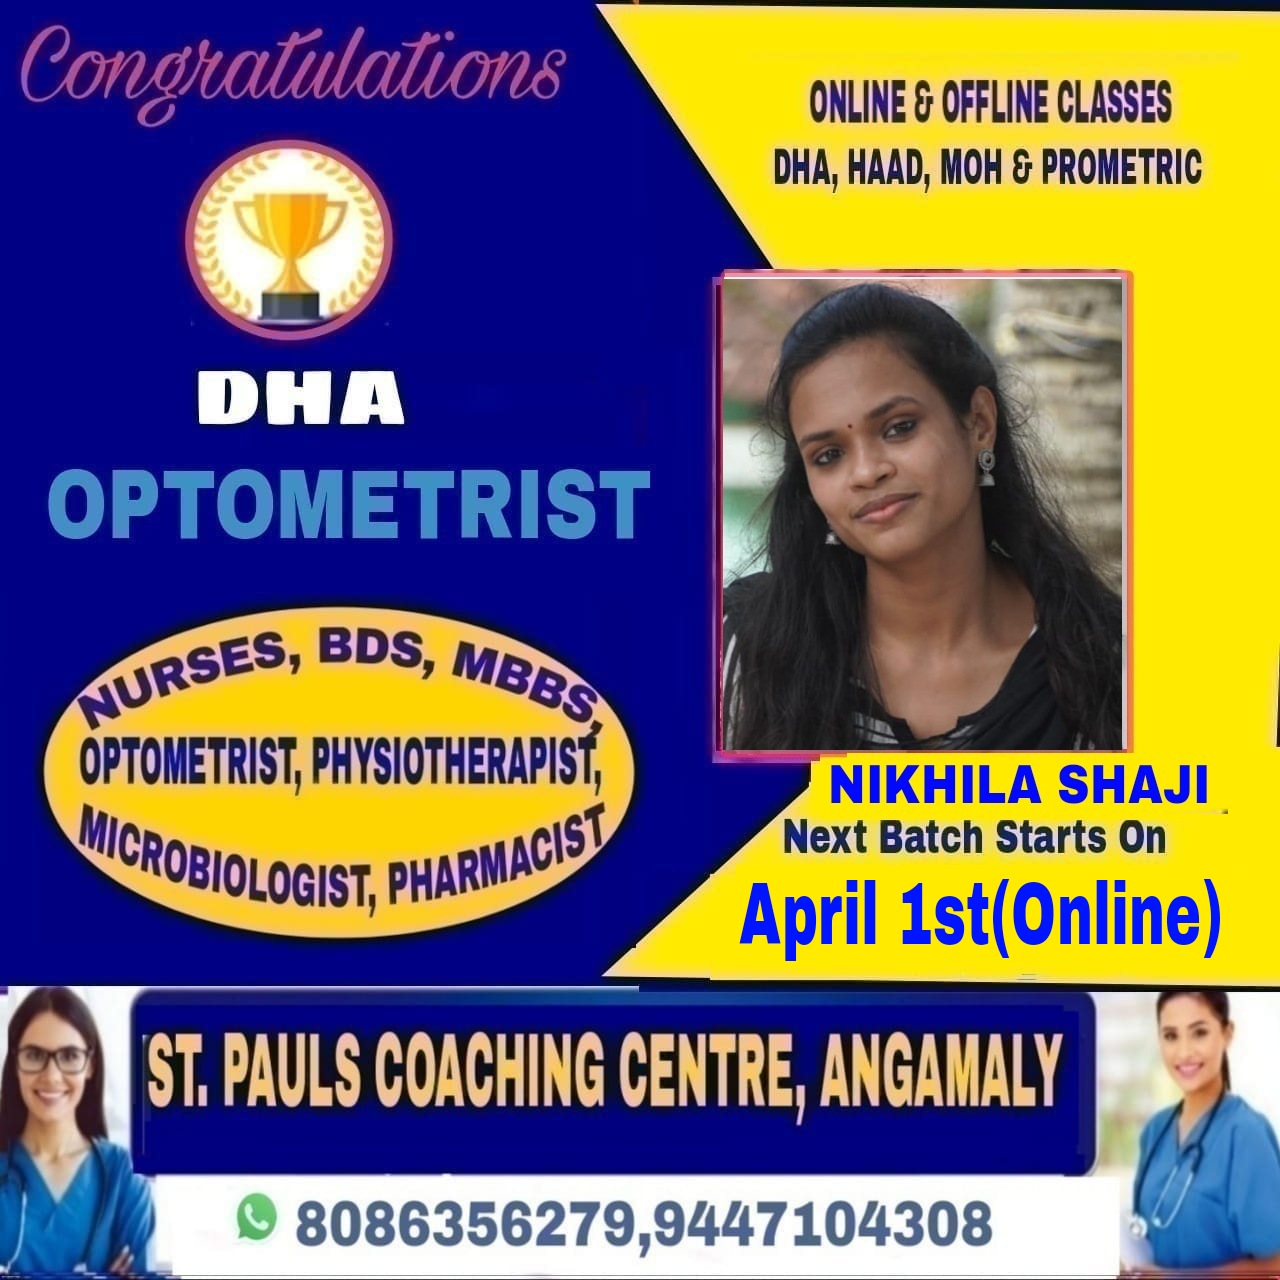 Congratulations
DHA
OPTOMETRIST
NURSES, BDS, MBBS,
OPTOMETRIST, PHYSIOTHERAPIST,
MICROBIOLOGIST, PHARMACIST
ONLINE & OFFLINE CLASSES
DHA, HAAD, MOH & PROMETRIC
NIKHILA SHAJI
Next Batch Starts On
April 1st(Online)
ST. PAULS COACHING CENTRE, ANGAMALY
8086356279,9447104308